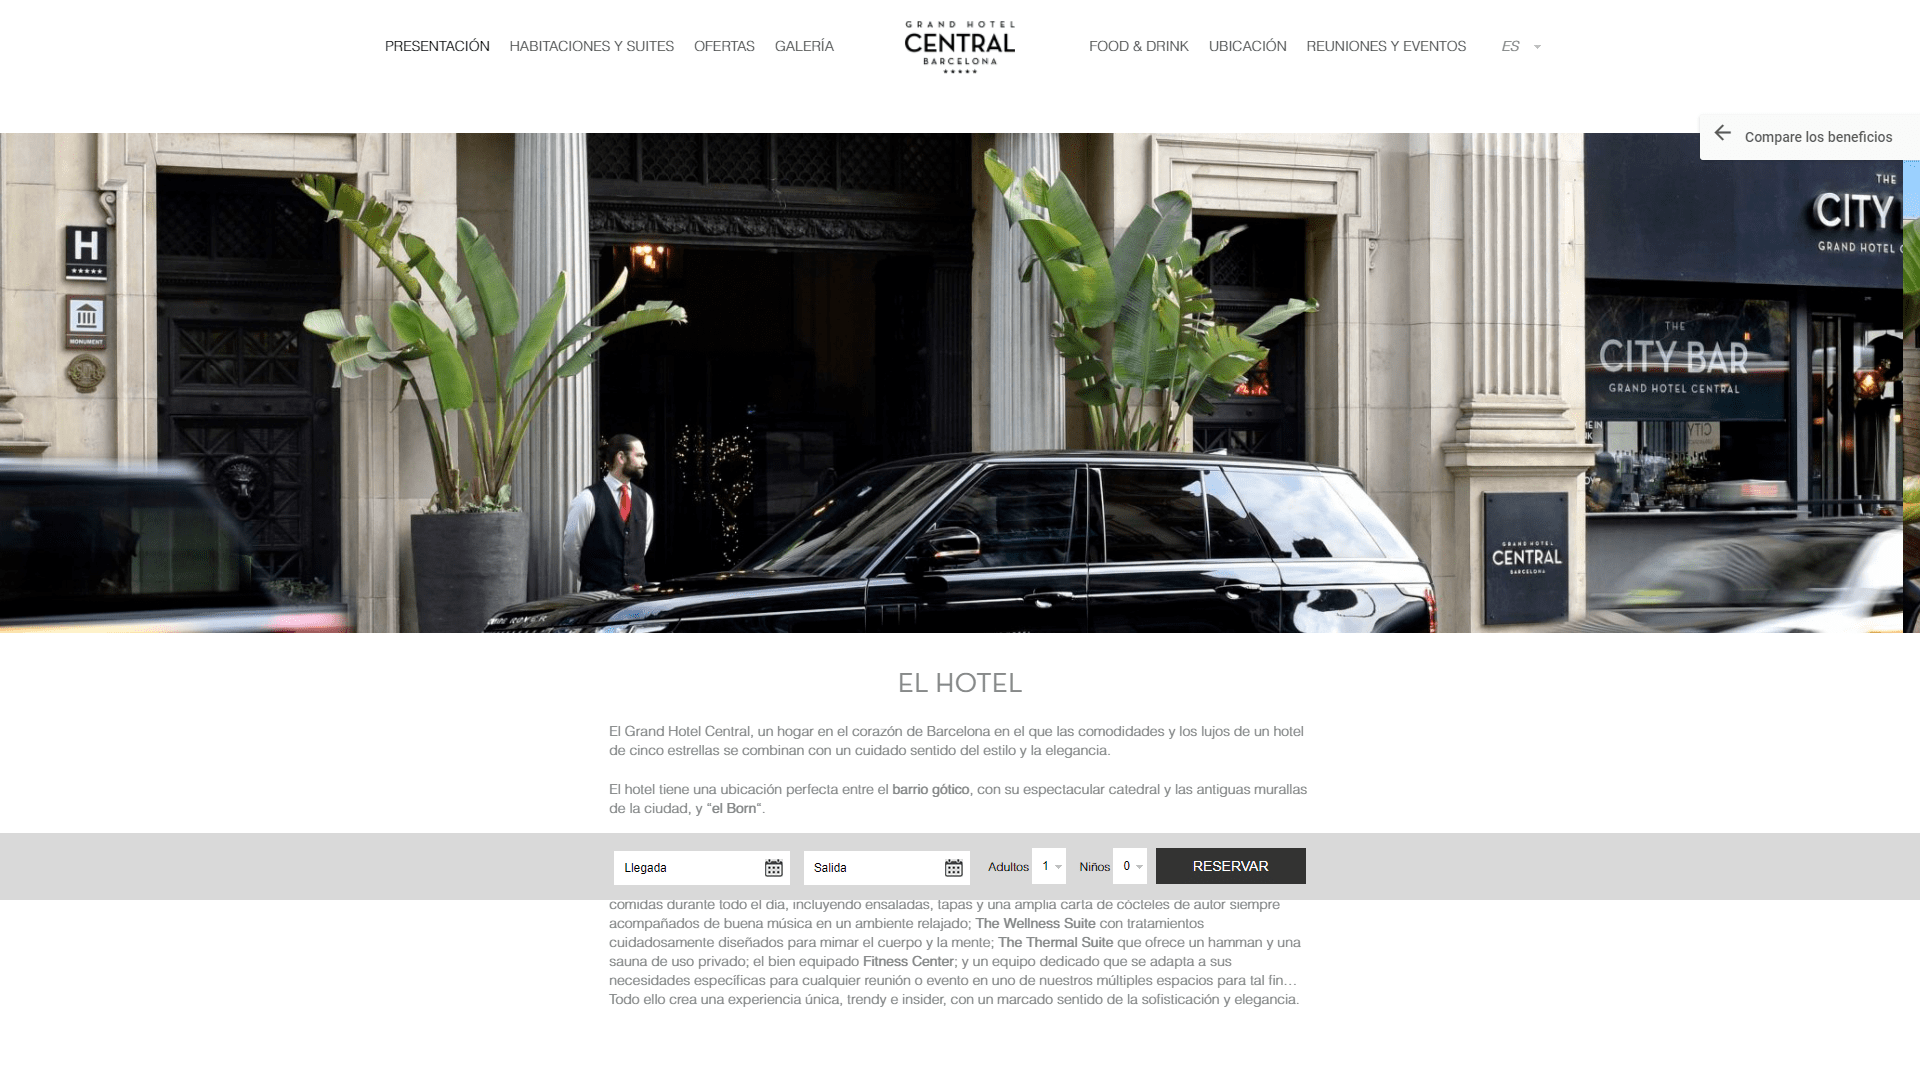 PRESENTACIÓN HABITACIONES Y SUITES OFERTAS GALERÍA
GRAND HOTEL
CENTRAL
BARCELONA
FOOD & DRINK UBICACIÓN REUNIONES Y EVENTOS ES
Compare los beneficios
H
MONUMENT
THE
CITY
GRAND HOTEL
THE
CITY BAR
GRAND HOTEL CENTRAL
CITY
GRAND HOTEL
CENTRAL
BARCELONA
EL HOTEL
El Grand Hotel Central, un hogar en el corazón de Barcelona en el que las comodidades y los lujos de un hotel
de cinco estrellas se combinan con un cuidado sentido del estilo y la elegancia.
El hotel tiene una ubicación perfecta entre el barrio gótico, con su espectacular catedral y las antiguas murallas
de la ciudad, y “el Born“.
Llegada
Salida
Adultos 1
Niños 0
RESERVAR
comidas durante todo el día, incluyendo ensaladas, tapas y una amplia carta de cócteles de autor siempre
acompañados de buena música en un ambiente relajado; The Wellness Suite con tratamientos
cuidadosamente diseñados para mimar el cuerpo y la mente; The Thermal Suite que ofrece un hamman y una
sauna de uso privado; el bien equipado Fitness Center; y un equipo dedicado que se adapta a sus
necesidades específicas para cualquier reunión o evento en uno de nuestros múltiples espacios para tal fin…
Todo ello crea una experiencia única, trendy e insider, con un marcado sentido de la sofisticación y elegancia.